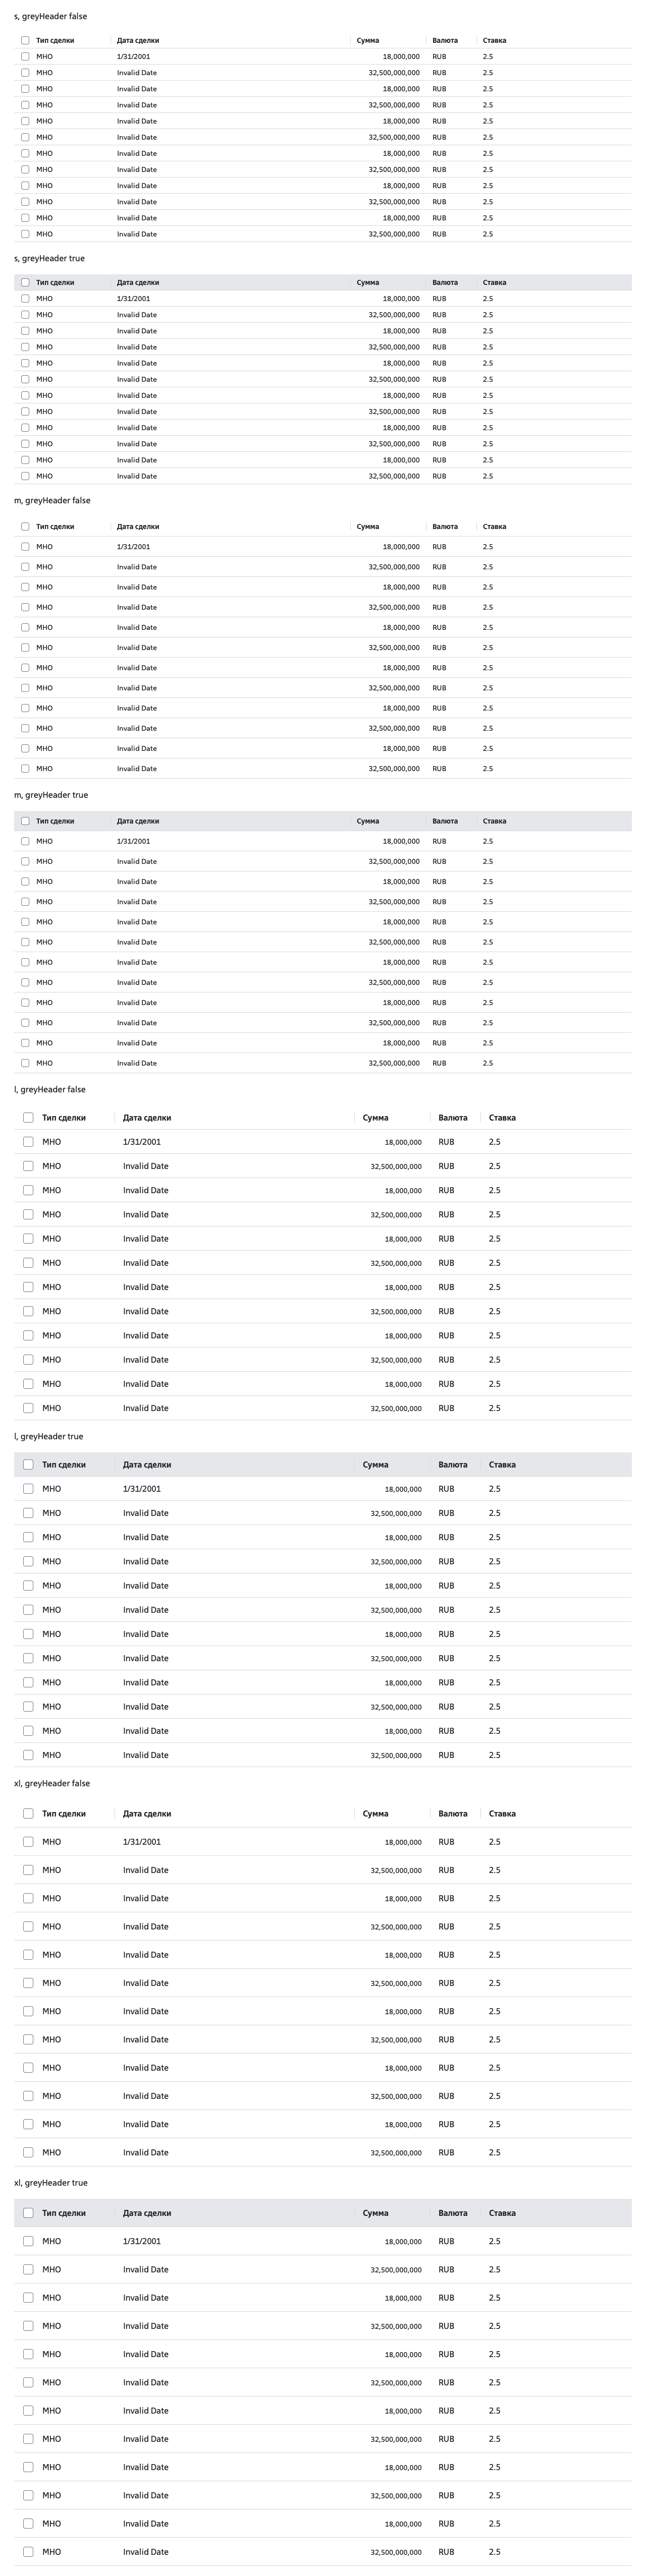 s, greyHeader false
Тип сделки Дата сделки Сумма Валюта Ставка
МНО 1/31/2001 18,000,000 RUB 2.5
МНО Invalid Date 32,500,000,000 RUB 2.5
МНО Invalid Date 18,000,000 RUB 2.5
МНО Invalid Date 32,500,000,000 RUB 2.5
МНО Invalid Date 18,000,000 RUB 2.5
МНО Invalid Date 32,500,000,000 RUB 2.5
МНО Invalid Date 18,000,000 RUB 2.5
МНО Invalid Date 32,500,000,000 RUB 2.5
МНО Invalid Date 18,000,000 RUB 2.5
МНО Invalid Date 32,500,000,000 RUB 2.5
МНО Invalid Date 18,000,000 RUB 2.5
МНО Invalid Date 32,500,000,000 RUB 2.5
s, greyHeader true
Тип сделки Дата сделки Сумма Валюта Ставка
МНО 1/31/2001 18,000,000 RUB 2.5
МНО Invalid Date 32,500,000,000 RUB 2.5
МНО Invalid Date 18,000,000 RUB 2.5
МНО Invalid Date 32,500,000,000 RUB 2.5
МНО Invalid Date 18,000,000 RUB 2.5
МНО Invalid Date 32,500,000,000 RUB 2.5
МНО Invalid Date 18,000,000 RUB 2.5
МНО Invalid Date 32,500,000,000 RUB 2.5
МНО Invalid Date 18,000,000 RUB 2.5
МНО Invalid Date 32,500,000,000 RUB 2.5
МНО Invalid Date 18,000,000 RUB 2.5
МНО Invalid Date 32,500,000,000 RUB 2.5
m, greyHeader false
Тип сделки Дата сделки Сумма Валюта Ставка
МНО 1/31/2001 18,000,000 RUB 2.5
МНО Invalid Date 32,500,000,000 RUB 2.5
МНО Invalid Date 18,000,000 RUB 2.5
МНО Invalid Date 32,500,000,000 RUB 2.5
МНО Invalid Date 18,000,000 RUB 2.5
МНО Invalid Date 32,500,000,000 RUB 2.5
МНО Invalid Date 18,000,000 RUB 2.5
МНО Invalid Date 32,500,000,000 RUB 2.5
МНО Invalid Date 18,000,000 RUB 2.5
МНО Invalid Date 32,500,000,000 RUB 2.5
МНО Invalid Date 18,000,000 RUB 2.5
МНО Invalid Date 32,500,000,000 RUB 2.5
m, greyHeader true
Тип сделки Дата сделки Сумма Валюта Ставка
МНО 1/31/2001 18,000,000 RUB 2.5
МНО Invalid Date 32,500,000,000 RUB 2.5
МНО Invalid Date 18,000,000 RUB 2.5
МНО Invalid Date 32,500,000,000 RUB 2.5
МНО Invalid Date 18,000,000 RUB 2.5
МНО Invalid Date 32,500,000,000 RUB 2.5
МНО Invalid Date 18,000,000 RUB 2.5
МНО Invalid Date 32,500,000,000 RUB 2.5
МНО Invalid Date 18,000,000 RUB 2.5
МНО Invalid Date 32,500,000,000 RUB 2.5
МНО Invalid Date 18,000,000 RUB 2.5
МНО Invalid Date 32,500,000,000 RUB 2.5
l, greyHeader false
Тип сделки Дата сделки Сумма Валюта Ставка
МНО 1/31/2001 18,000,000 RUB 2.5
МНО Invalid Date 32,500,000,000 RUB 2.5
МНО Invalid Date 18,000,000 RUB 2.5
МНО Invalid Date 32,500,000,000 RUB 2.5
МНО Invalid Date 18,000,000 RUB 2.5
МНО Invalid Date 32,500,000,000 RUB 2.5
МНО Invalid Date 18,000,000 RUB 2.5
МНО Invalid Date 32,500,000,000 RUB 2.5
МНО Invalid Date 18,000,000 RUB 2.5
МНО Invalid Date 32,500,000,000 RUB 2.5
МНО Invalid Date 18,000,000 RUB 2.5
МНО Invalid Date 32,500,000,000 RUB 2.5
l, greyHeader true
Тип сделки Дата сделки Сумма Валюта Ставка
МНО 1/31/2001 18,000,000 RUB 2.5
МНО Invalid Date 32,500,000,000 RUB 2.5
МНО Invalid Date 18,000,000 RUB 2.5
МНО Invalid Date 32,500,000,000 RUB 2.5
МНО Invalid Date 18,000,000 RUB 2.5
МНО Invalid Date 32,500,000,000 RUB 2.5
МНО Invalid Date 18,000,000 RUB 2.5
МНО Invalid Date 32,500,000,000 RUB 2.5
МНО Invalid Date 18,000,000 RUB 2.5
МНО Invalid Date 32,500,000,000 RUB 2.5
МНО Invalid Date 18,000,000 RUB 2.5
МНО Invalid Date 32,500,000,000 RUB 2.5
xl, greyHeader false
Тип сделки Дата сделки Сумма Валюта Ставка
МНО 1/31/2001 18,000,000 RUB 2.5
МНО Invalid Date 32,500,000,000 RUB 2.5
МНО Invalid Date 18,000,000 RUB 2.5
МНО Invalid Date 32,500,000,000 RUB 2.5
МНО Invalid Date 18,000,000 RUB 2.5
МНО Invalid Date 32,500,000,000 RUB 2.5
МНО Invalid Date 18,000,000 RUB 2.5
МНО Invalid Date 32,500,000,000 RUB 2.5
МНО Invalid Date 18,000,000 RUB 2.5
МНО Invalid Date 32,500,000,000 RUB 2.5
МНО Invalid Date 18,000,000 RUB 2.5
МНО Invalid Date 32,500,000,000 RUB 2.5
xl, greyHeader true
Тип сделки Дата сделки Сумма Валюта Ставка
МНО 1/31/2001 18,000,000 RUB 2.5
МНО Invalid Date 32,500,000,000 RUB 2.5
МНО Invalid Date 18,000,000 RUB 2.5
МНО Invalid Date 32,500,000,000 RUB 2.5
МНО Invalid Date 18,000,000 RUB 2.5
МНО Invalid Date 32,500,000,000 RUB 2.5
МНО Invalid Date 18,000,000 RUB 2.5
МНО Invalid Date 32,500,000,000 RUB 2.5
МНО Invalid Date 18,000,000 RUB 2.5
МНО Invalid Date 32,500,000,000 RUB 2.5
МНО Invalid Date 18,000,000 RUB 2.5
МНО Invalid Date 32,500,000,000 RUB 2.5